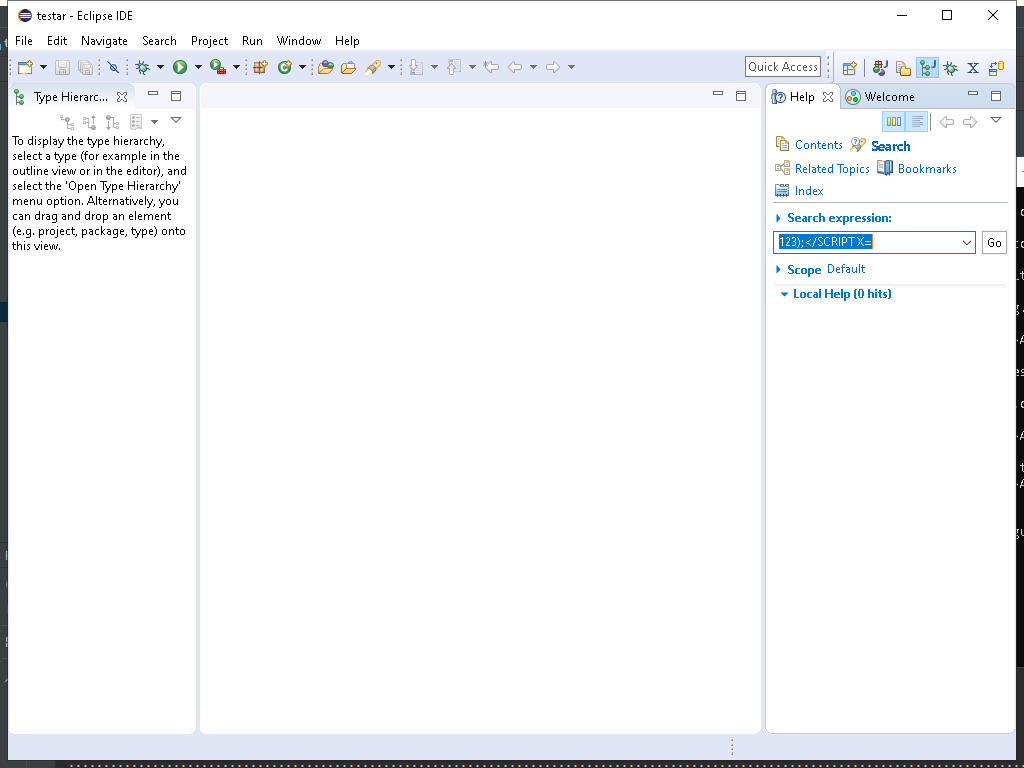 testar - Eclipse IDE
File Edit Navigate Search Project Run Window Help
Quick Access
Type Hierarc...
Help
Welcome
To display the type hierarchy,
select a type (for example in the
outline view or in the editor), and
select the 'Open Type Hierarchy'
menu option. Alternatively, you
can drag and drop an element
(e.g. project, package, type) onto
this view.
Contents Search
Related Topics Bookmarks
Index
Search expression:
123);</SCRIPT X=
Go
Scope Default
Local Help (0 hits)